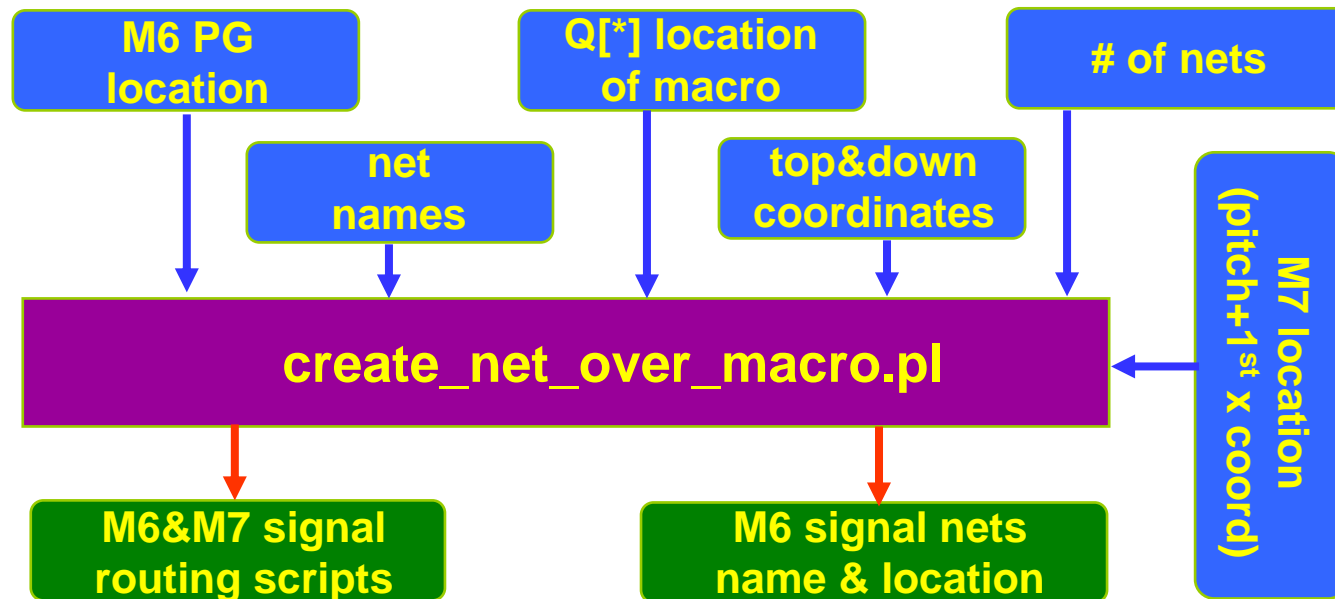 M6 PG
location
Q[*] location
of macro
# of nets
net
names
top&down
coordinates
M7 location
(pitch+1st x coord)
create_net_over_macro.pl
M6&M7 signal
routing scripts
M6 signal nets
name & location